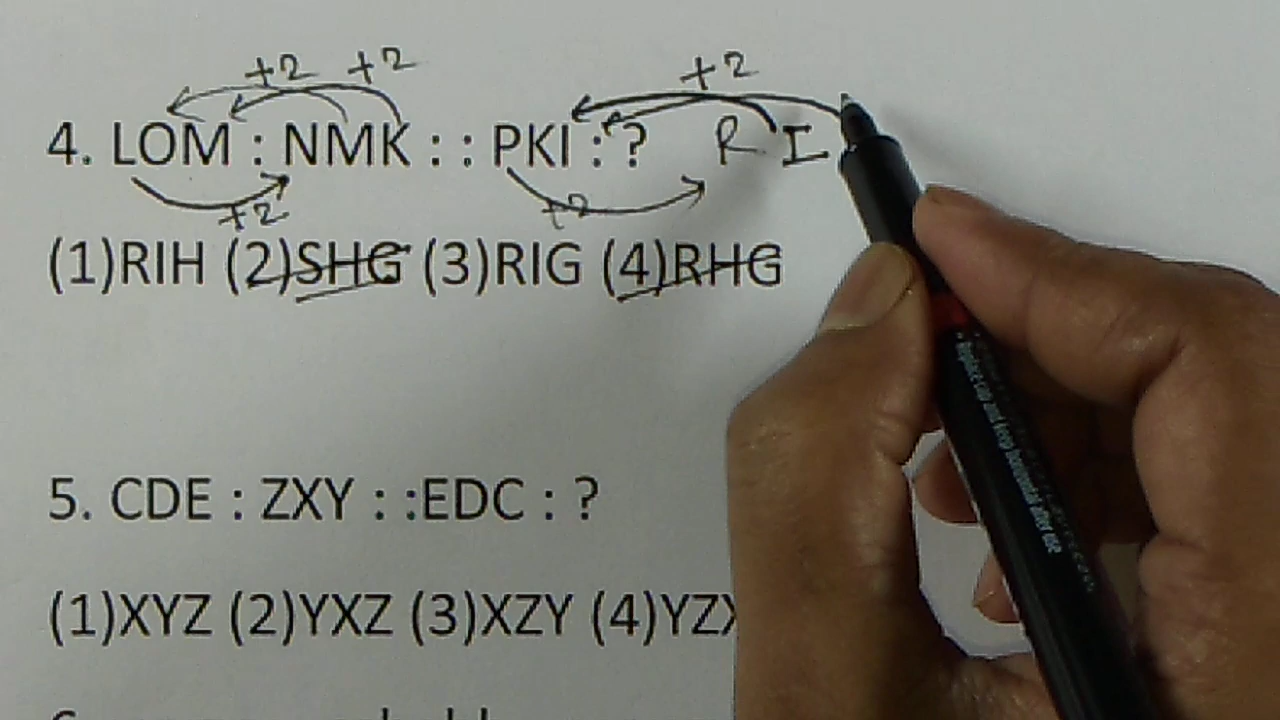 +2 +2 +2
4. LOM : NMK : : PKI : ? R I
+2 +2
(1)RIH (2)SHG (3)RIG (4)RHG
5. CDE : ZXY : :EDC : ?
(1)XYZ (2)YXZ (3)XZY (4)YZX